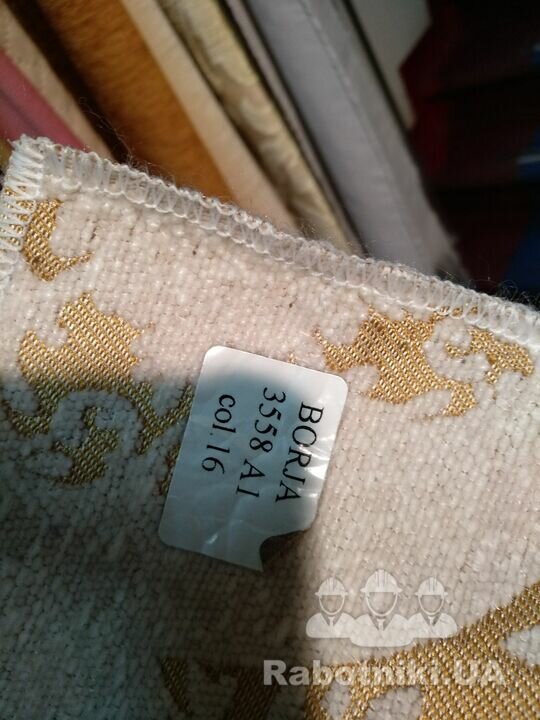 BORJA
3558 A1
col.16
Rabotniki.UA